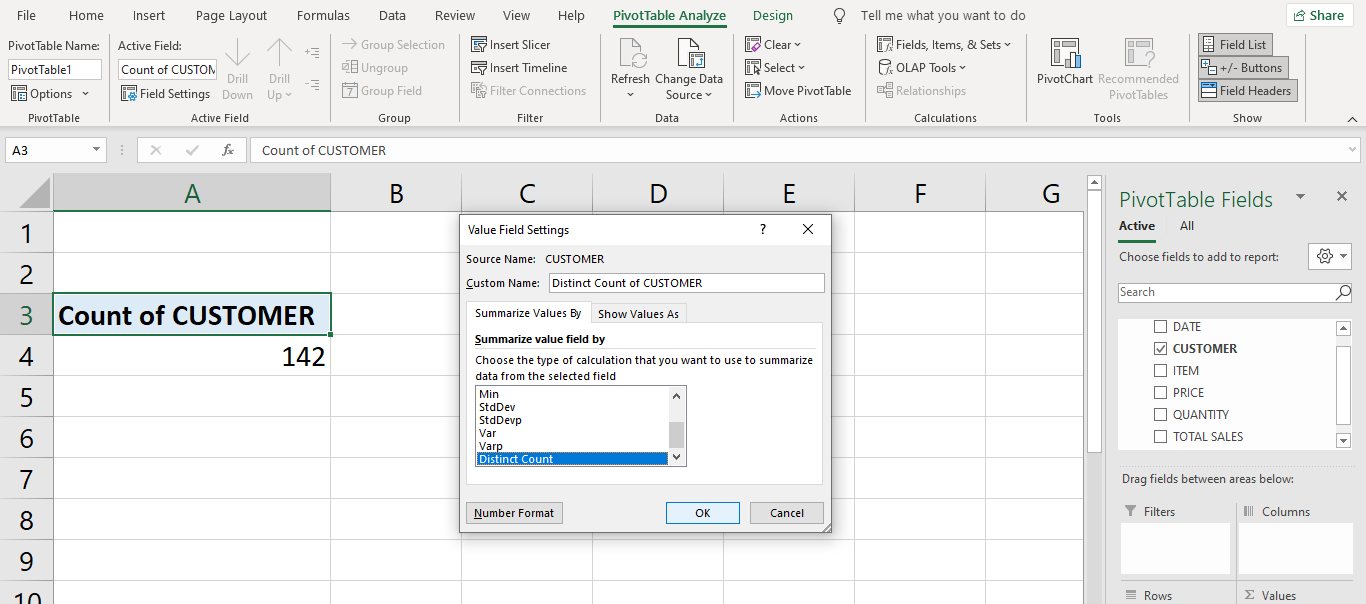 File Home Insert Page Layout Formulas Data Review View Help PivotTable Analyze Design Tell me what you want to do Share
PivotTable Name:
PivotTable1
Options
PivotTable
Active Field:
Count of CUSTOM
Field Settings
Drill Down
Drill Up
Active Field
Group Selection
Ungroup
Group Field
Group
Insert Slicer
Insert Timeline
Filter Connections
Filter
Refresh
Change Data Source
Data
Clear
Select
Move PivotTable
Actions
Fields, Items, & Sets
OLAP Tools
Relationships
Calculations
PivotChart
Recommended PivotTables
Tools
Field List
+/- Buttons
Field Headers
Show
A3 fx Count of CUSTOMER
A B C D E F G
1
2
3 Count of CUSTOMER
4 142
5
6
7
8
9
10
Value Field Settings ?
Source Name: CUSTOMER
Custom Name: Distinct Count of CUSTOMER
Summarize Values By Show Values As
Summarize value field by
Choose the type of calculation that you want to use to summarize
data from the selected field
Min
StdDev
StdDevp
Var
Varp
Distinct Count
Number Format OK Cancel
PivotTable Fields
Active All
Choose fields to add to report:
Search
DATE
CUSTOMER
ITEM
PRICE
QUANTITY
TOTAL SALES
Drag fields between areas below:
Filters Columns
Rows Σ Values